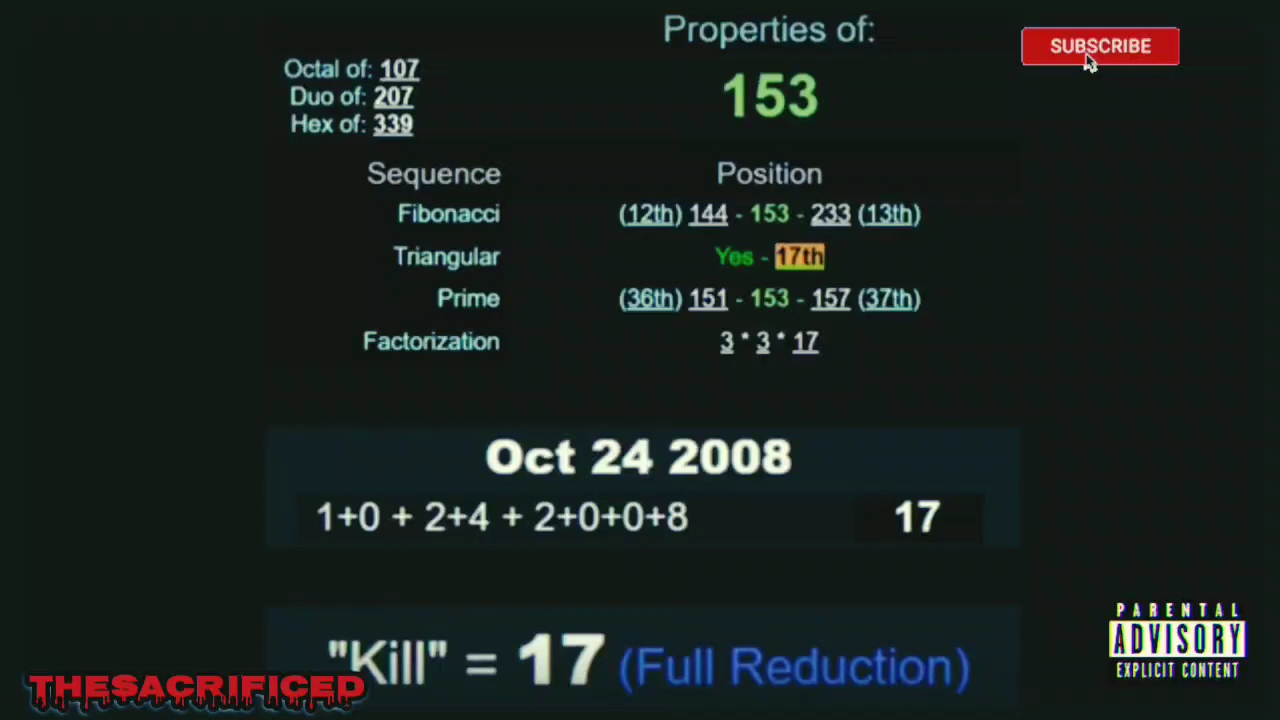 Properties of:
SUBSCRIBE
Octal of: 107
Duo of: 207
Hex of: 339
153
Sequence Position
Fibonacci (12th) 144 - 153 - 233 (13th)
Triangular Yes - 17th
Prime (36th) 151 - 153 - 157 (37th)
Factorization 3 * 3 * 17
Oct 24 2008
1+0 + 2+4 + 2+0+0+8 17
"Kill" = 17 (Full Reduction)
THE$ACRIFICED
PARENTAL
ADVISORY
EXPLICIT CONTENT